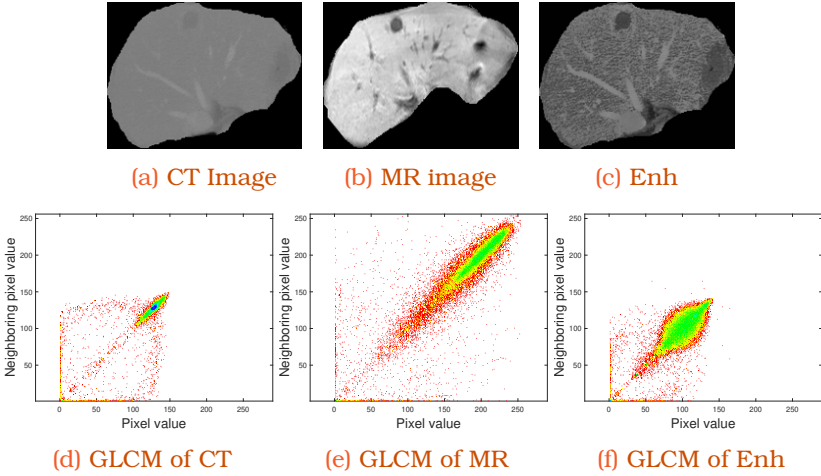 (a) CT Image
(b) MR image
(c) Enh
250
200
150
100
50
Neighboring pixel value
0 50 100 150 200 250
Pixel value
(d) GLCM of CT
250
200
150
100
50
Neighboring pixel value
0 50 100 150 200 250
Pixel value
(e) GLCM of MR
250
200
150
100
50
Neighboring pixel value
0 50 100 150 200 250
Pixel value
(f) GLCM of Enh